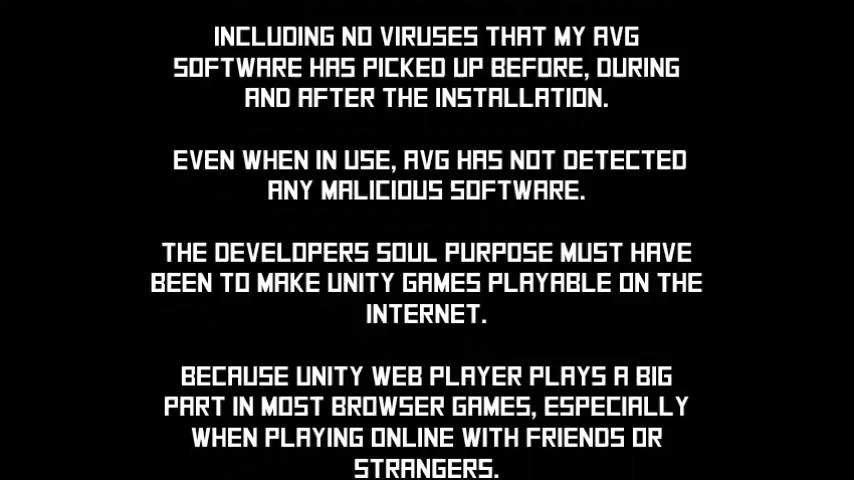 INCLUDING NO VIRUSES THAT MY AVG
SOFTWARE HAS PICKED UP BEFORE, DURING
AND AFTER THE INSTALLATION.
EVEN WHEN IN USE, AVG HAS NOT DETECTED
ANY MALICIOUS SOFTWARE.
THE DEVELOPERS SOUL PURPOSE MUST HAVE
BEEN TO MAKE UNITY GAMES PLAYABLE ON THE
INTERNET.
BECAUSE UNITY WEB PLAYER PLAYS A BIG
PART IN MOST BROWSER GAMES, ESPECIALLY
WHEN PLAYING ONLINE WITH FRIENDS OR
STRANGERS.